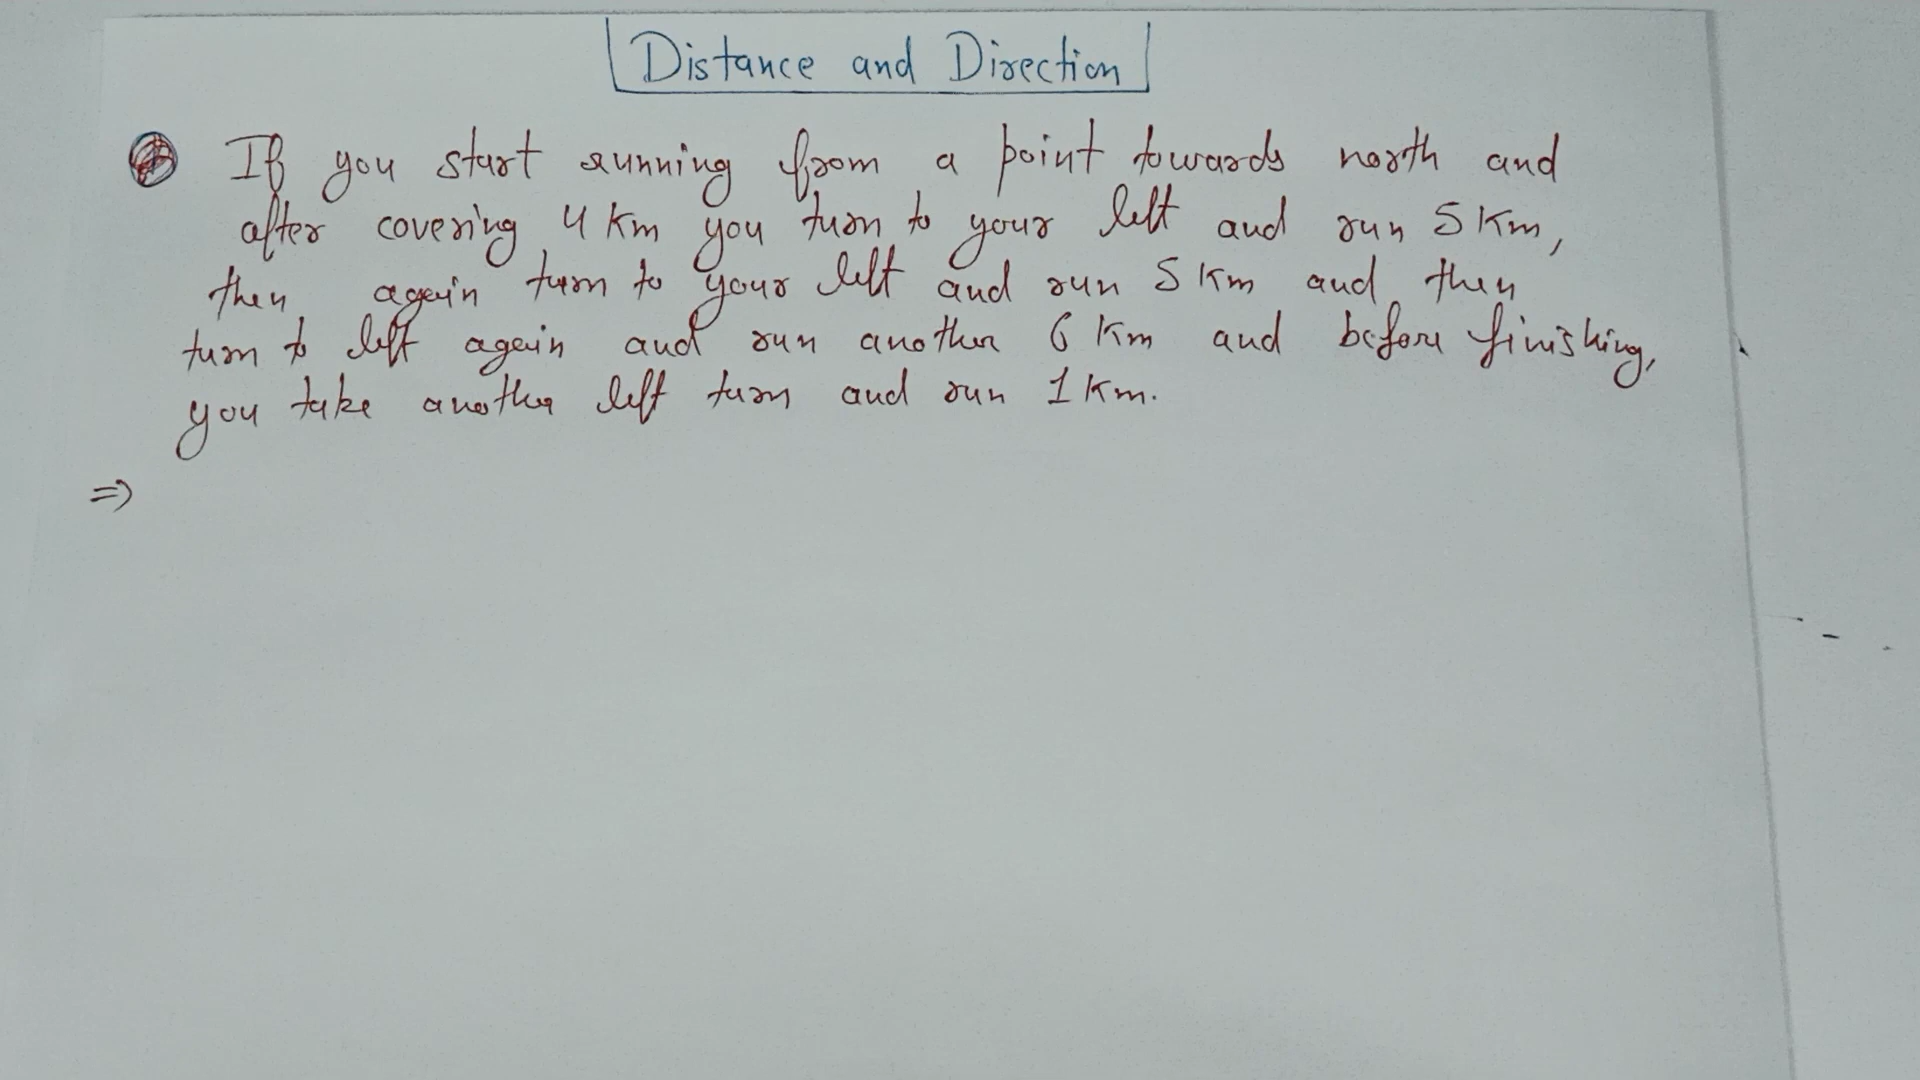 Distance and Direction
If you start running from a point towards north and
after covering 4 Km you turn to your left and run 5 Km,
then again turn to your left and run 5 Km and then
turn to left again and run another 6 Km and before finishing,
you take another left turn and run 1 Km.
⇒